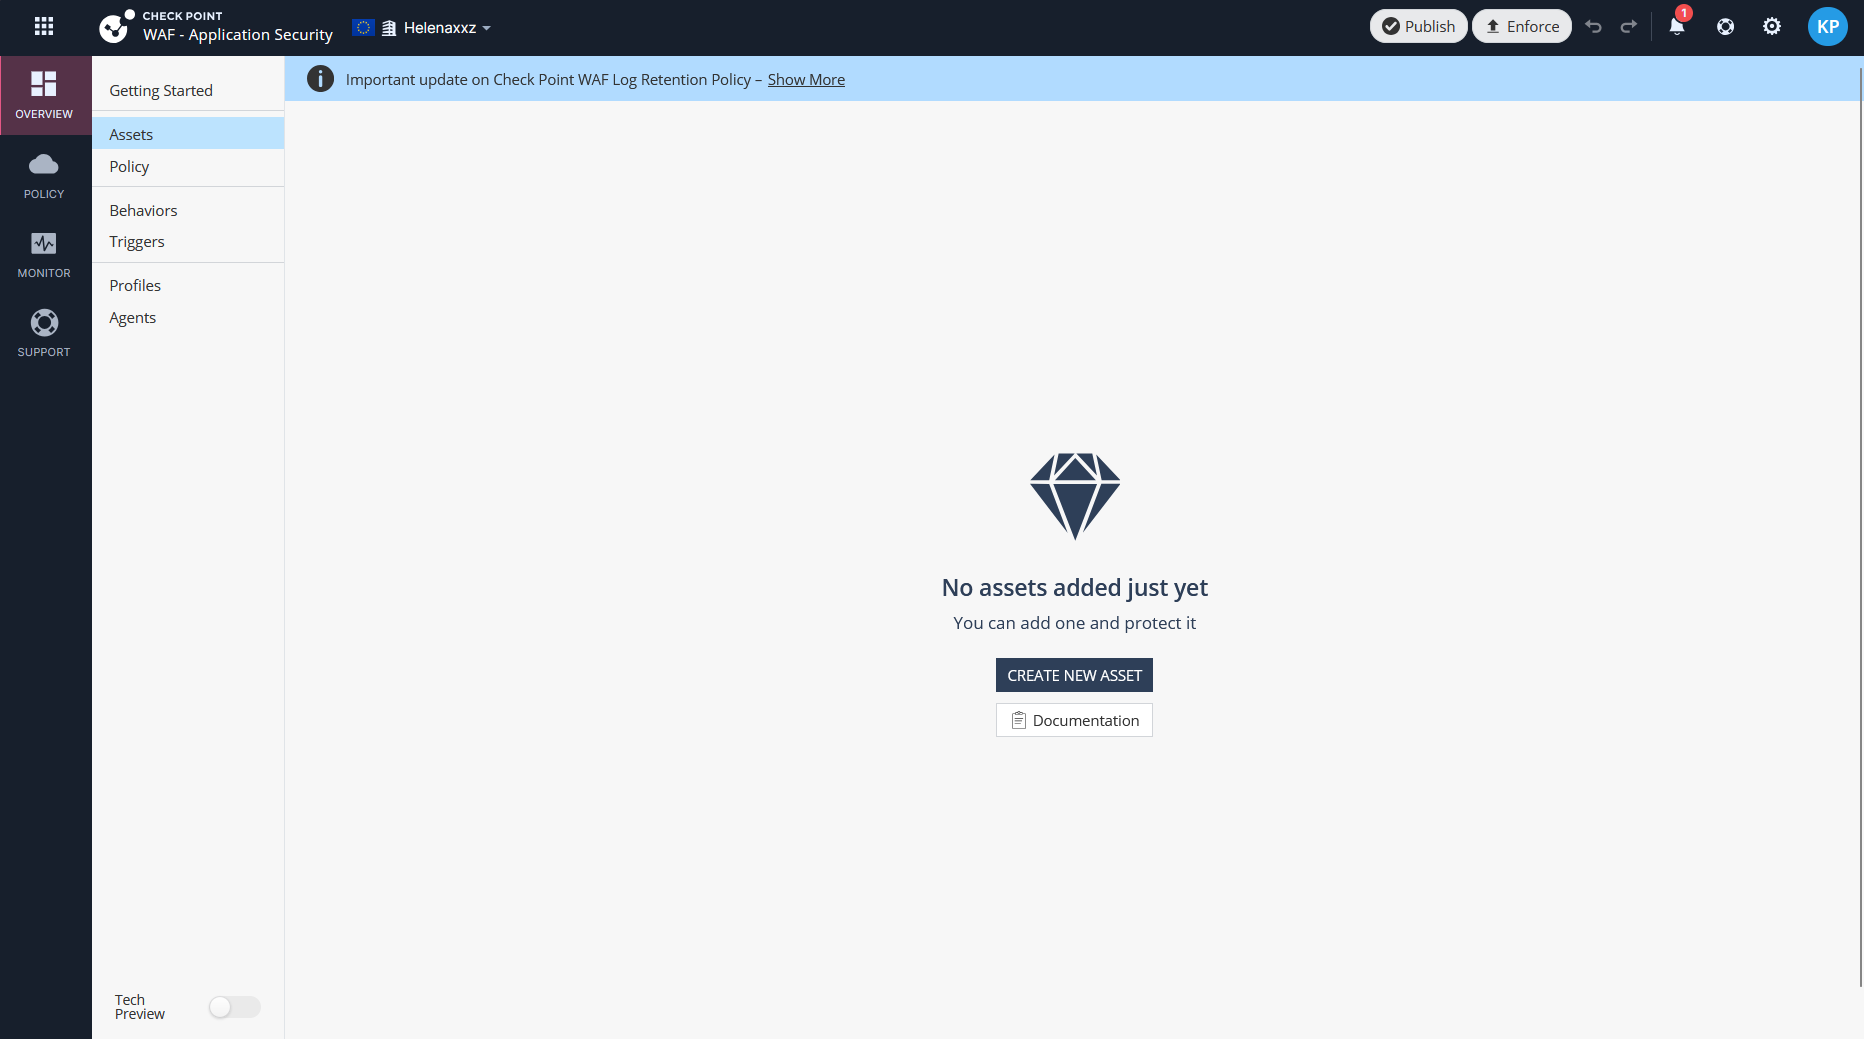 CHECK POINT
WAF - Application Security
Helenaxxz
Publish
Enforce
1
KP
OVERVIEW
POLICY
MONITOR
SUPPORT
Getting Started
Assets
Policy
Behaviors
Triggers
Profiles
Agents
Tech
Preview
Important update on Check Point WAF Log Retention Policy – Show More
No assets added just yet
You can add one and protect it
CREATE NEW ASSET
Documentation